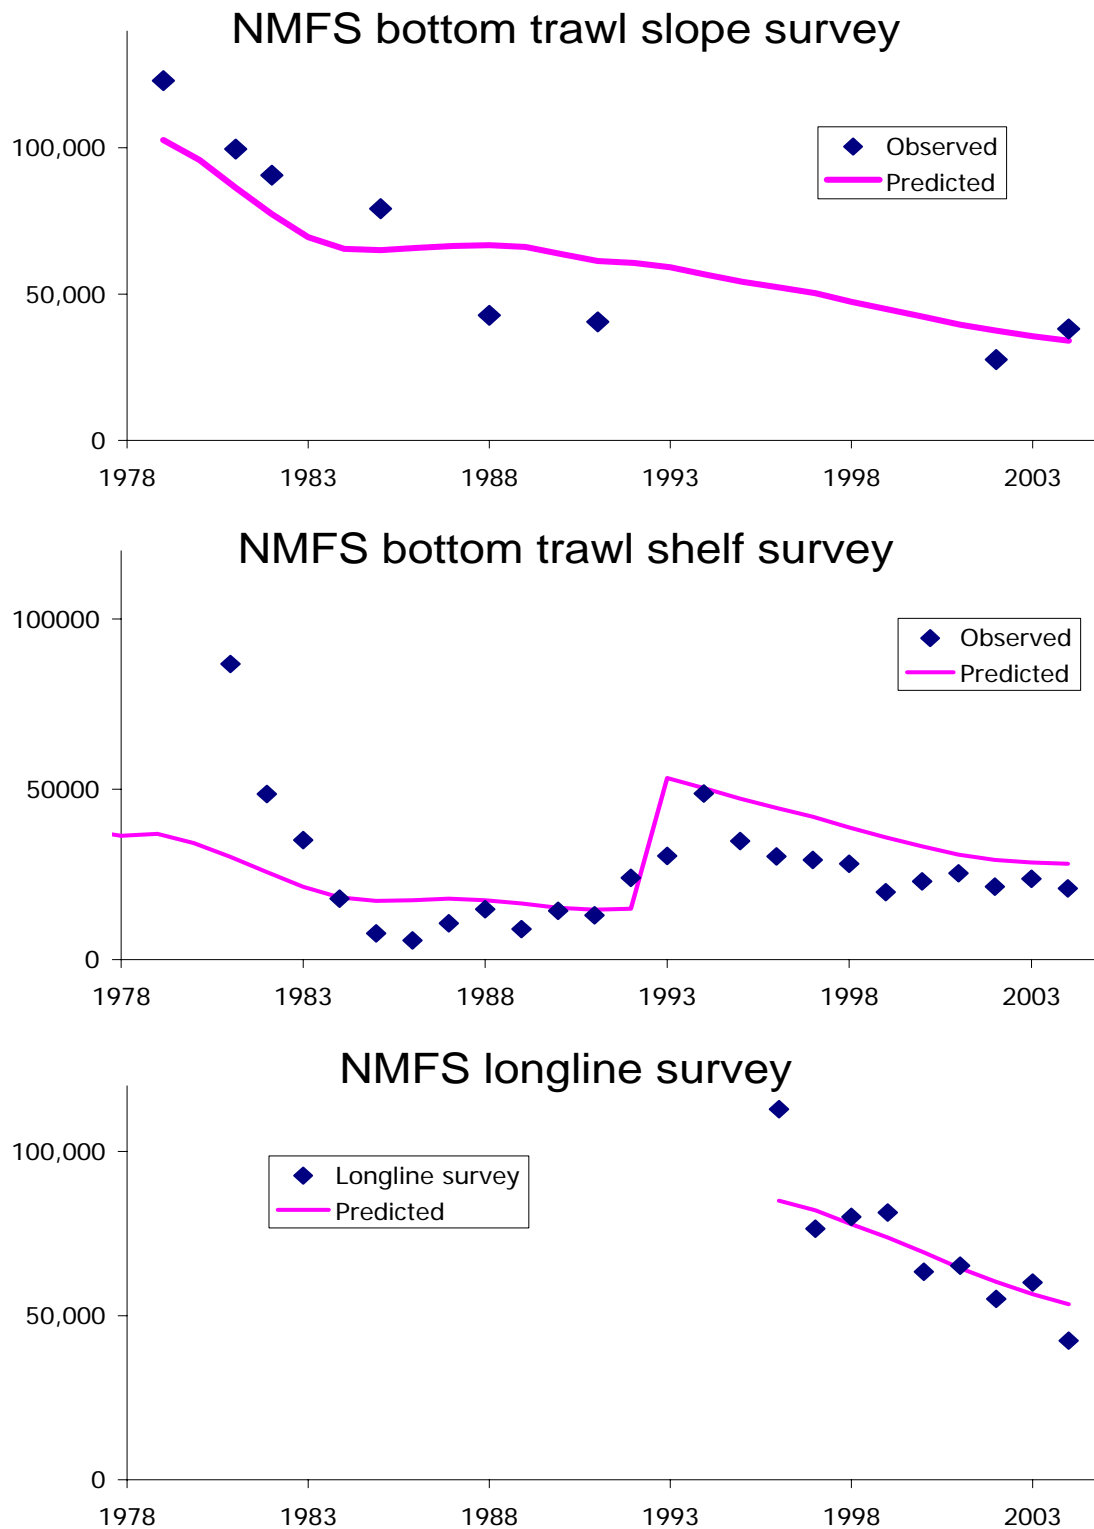 NMFS bottom trawl slope survey
100,000
50,000
0
Observed
Predicted
1978 1983 1988 1993 1998 2003
NMFS bottom trawl shelf survey
100000
50000
0
Observed
Predicted
1978 1983 1988 1993 1998 2003
NMFS longline survey
100,000
50,000
0
Longline survey
Predicted
1978 1983 1988 1993 1998 2003